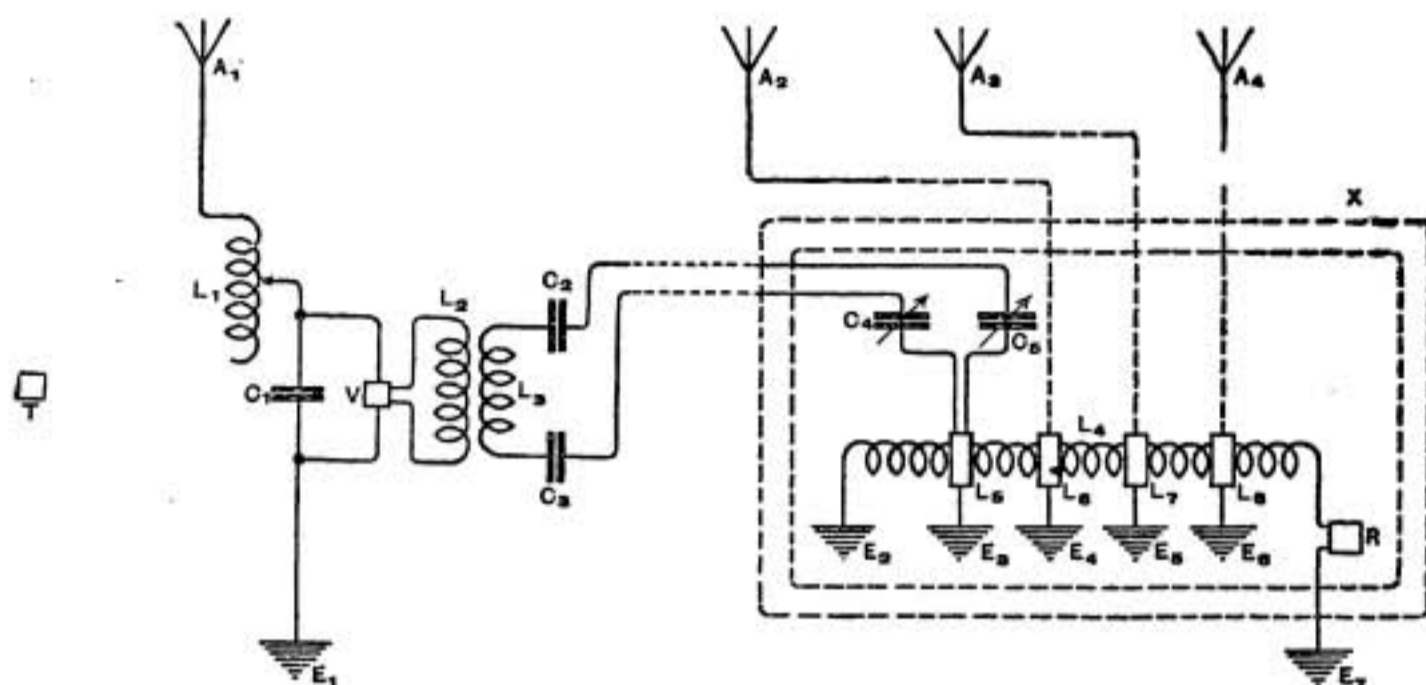 A₁
A₂
A₃
A₄
X
L₁
L₂
C₂
L₃
C₄
C₅
C₁
V
T
C₃
L₄
L₅
L₆
L₇
L₈
E₂
E₃
E₄
E₅
E₆
R
E₁
E₇